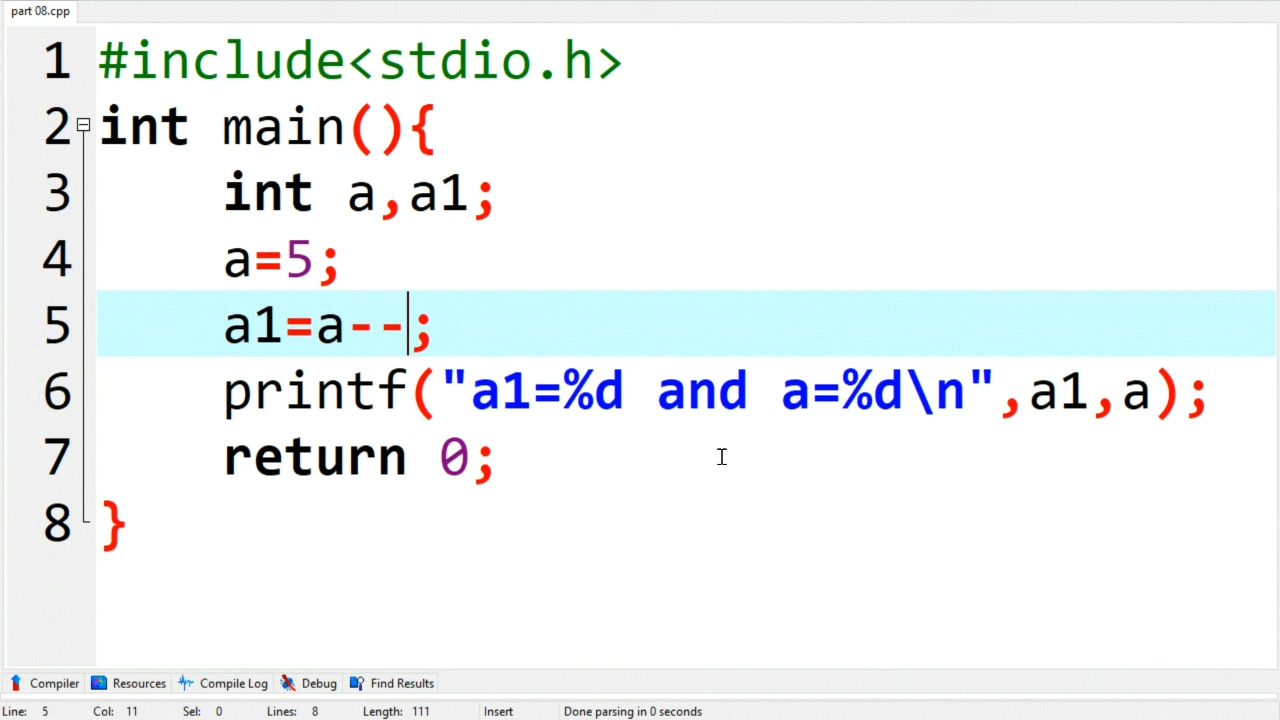 part 08.cpp
1 #include<stdio.h>
2 int main(){
3 int a,a1;
4 a=5;
5 a1=a--;
6 printf("a1=%d and a=%d\n",a1,a);
7 return 0;
8 }
Compiler Resources Compile Log Debug Find Results
Line: 5 Col: 11 Sel: 0 Lines: 8 Length: 111 Insert Done parsing in 0 seconds